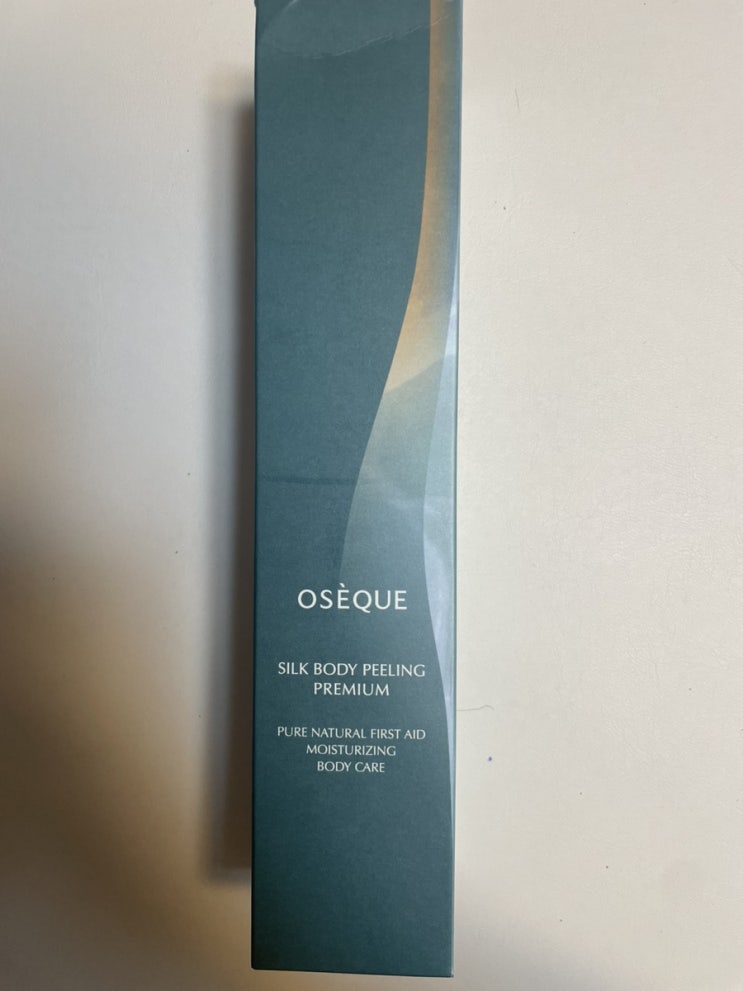 OSÈQUE
SILK BODY PEELING
PREMIUM
PURE NATURAL FIRST AID
MOISTURIZING
BODY CARE